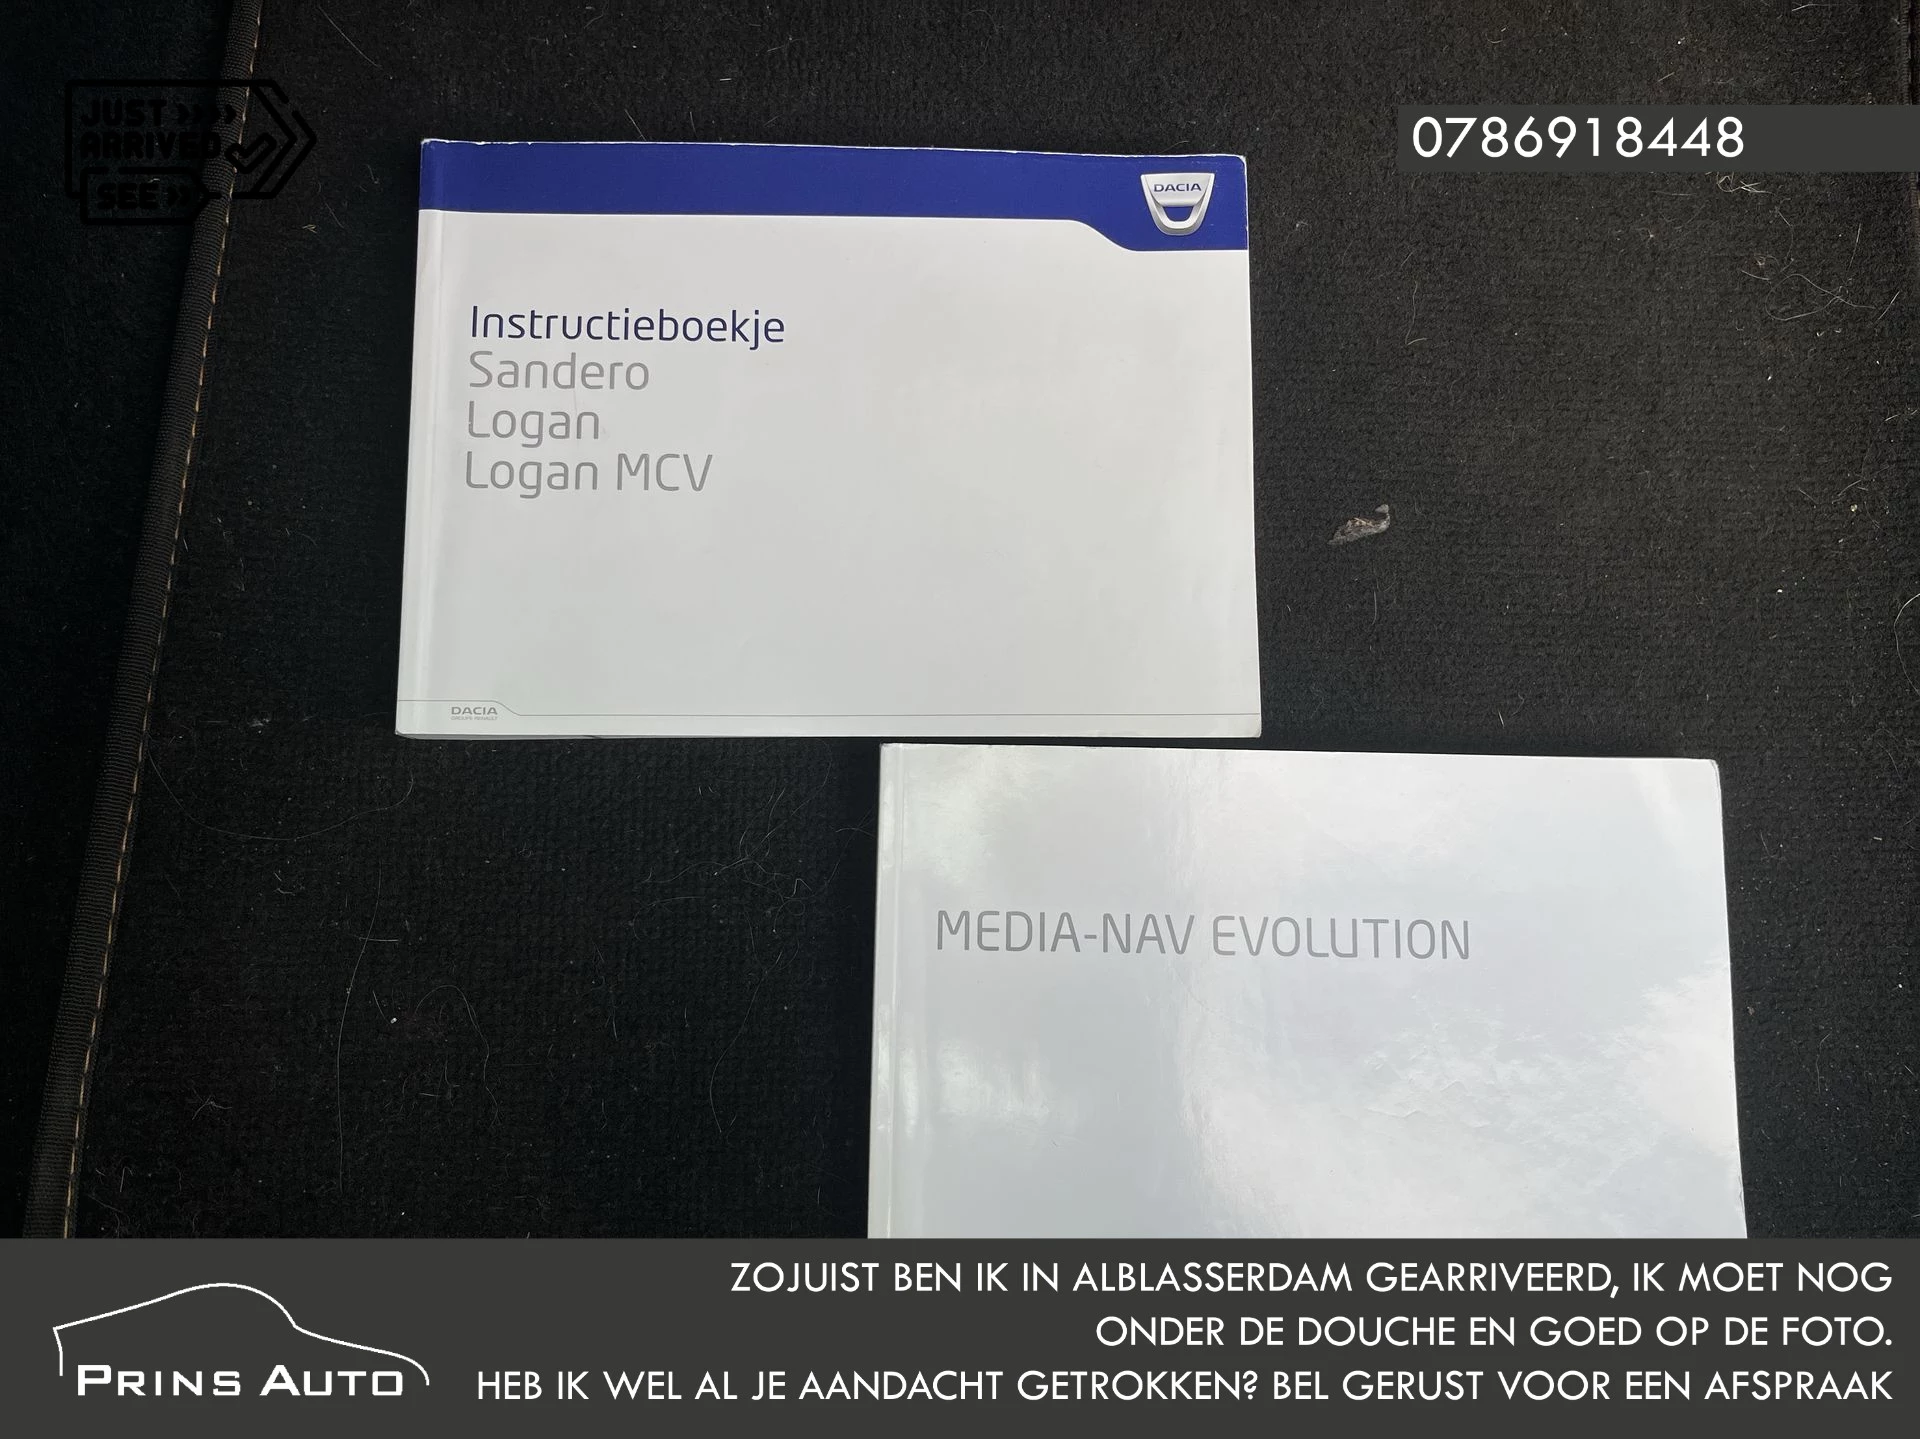 JUST
ARRIVED
SEE
0786918448
DACIA
Instructieboekje
Sandero
Logan
Logan MCV
DACIA
GROUPE RENAULT
MEDIA-NAV EVOLUTION
ZOJUIST BEN IK IN ALBLASSERDAM GEARRIVEERD, IK MOET NOG
ONDER DE DOUCHE EN GOED OP DE FOTO.
PRINS AUTO
HEB IK WEL AL JE AANDACHT GETROKKEN? BEL GERUST VOOR EEN AFSPRAAK